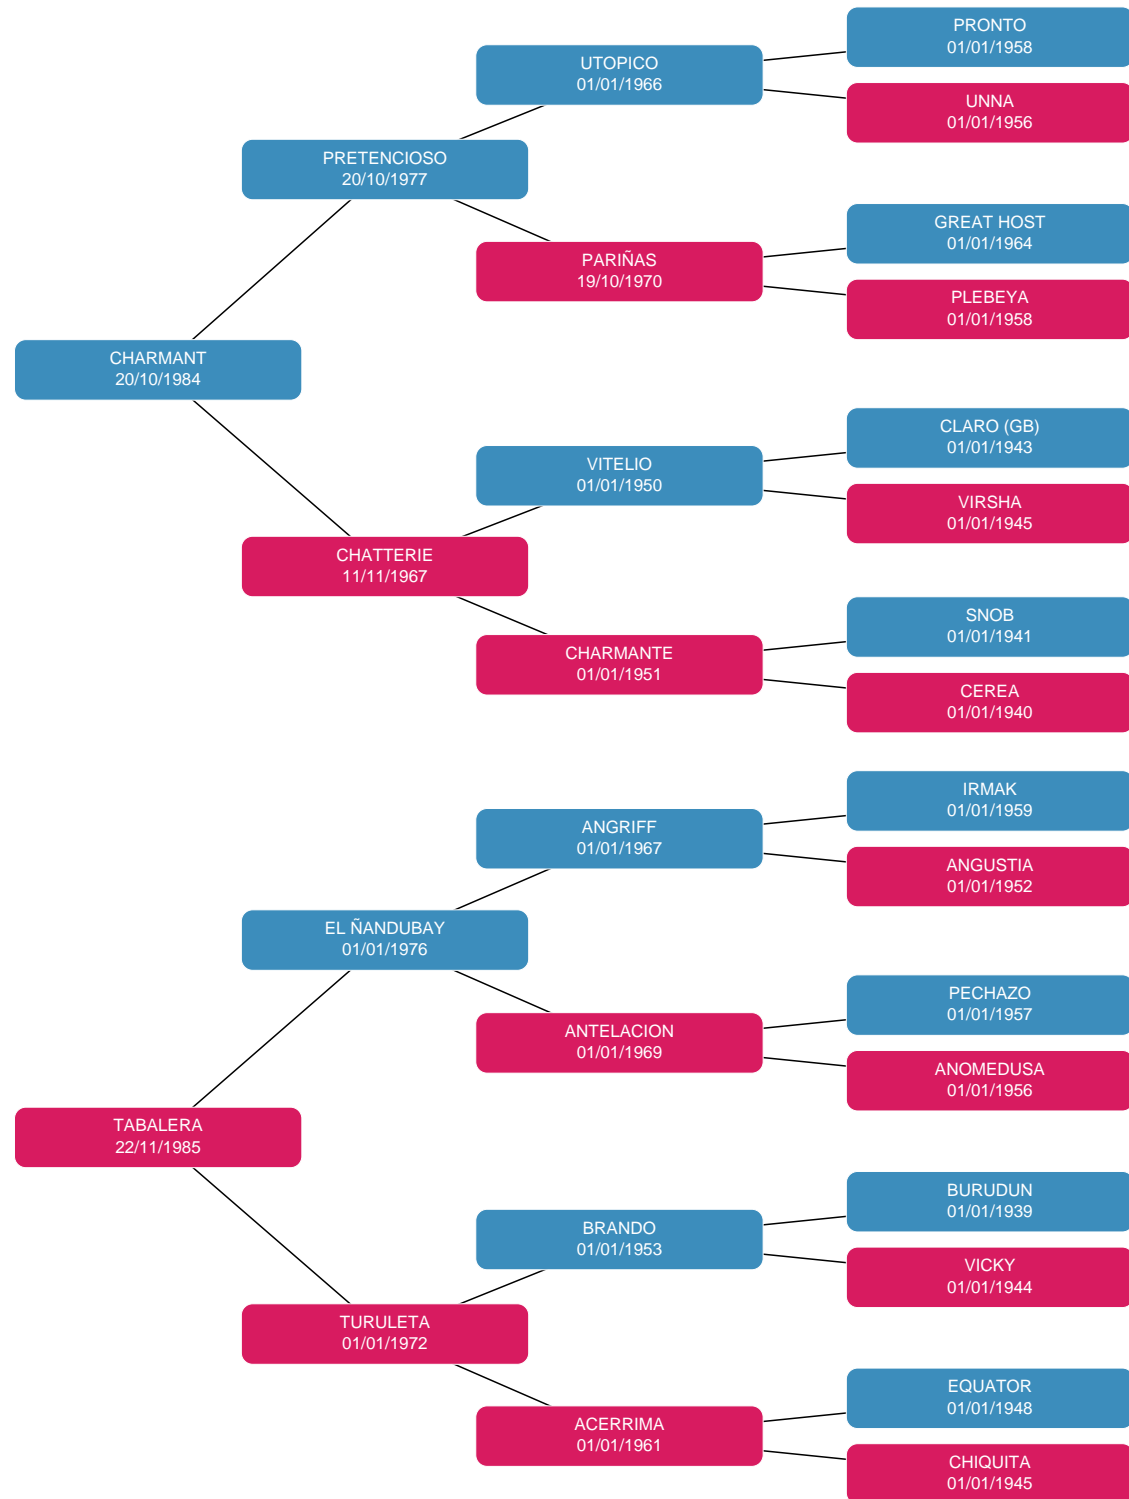 PRONTO
01/01/1958
UTOPICO
01/01/1966
UNNA
01/01/1956
PRETENCIOSO
20/10/1977
GREAT HOST
01/01/1964
PARIÑAS
19/10/1970
PLEBEYA
01/01/1958
CHARMANT
20/10/1984
CLARO (GB)
01/01/1943
VITELIO
01/01/1950
VIRSHA
01/01/1945
CHATTERIE
11/11/1967
SNOB
01/01/1941
CHARMANTE
01/01/1951
CEREA
01/01/1940
IRMAK
01/01/1959
ANGRIFF
01/01/1967
ANGUSTIA
01/01/1952
EL ÑANDUBAY
01/01/1976
PECHAZO
01/01/1957
ANTELACION
01/01/1969
ANOMEDUSA
01/01/1956
TABALERA
22/11/1985
BURUDUN
01/01/1939
BRANDO
01/01/1953
VICKY
01/01/1944
TURULETA
01/01/1972
EQUATOR
01/01/1948
ACERRIMA
01/01/1961
CHIQUITA
01/01/1945